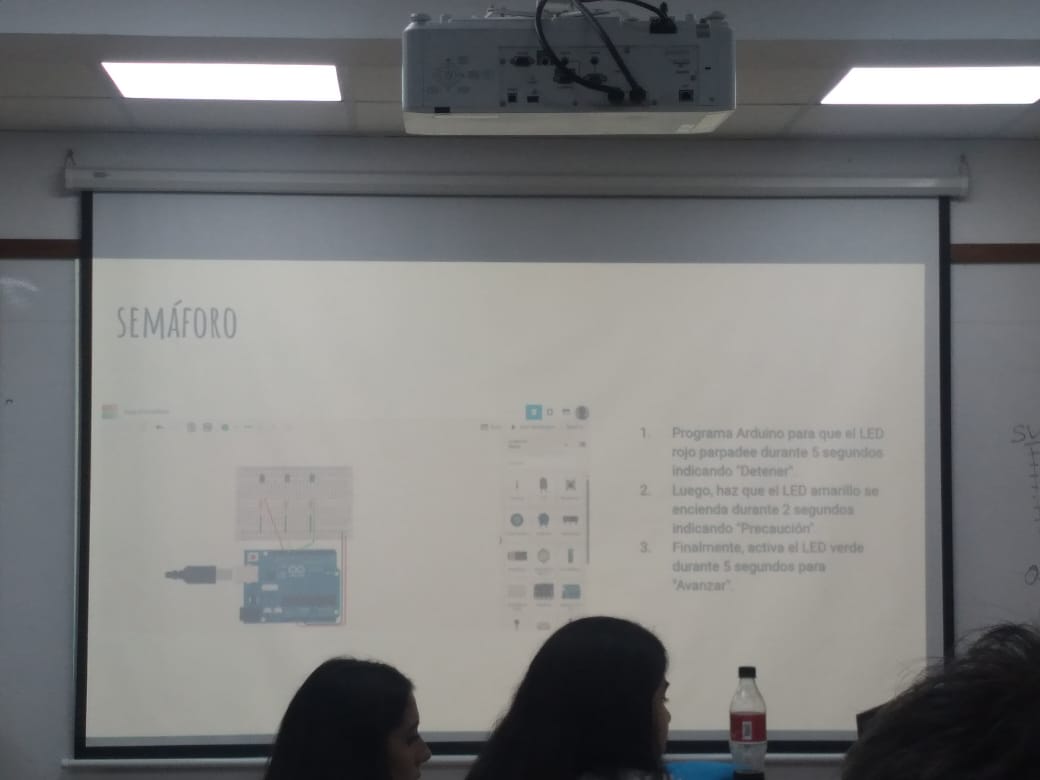 SEMÁFORO
1. Programa Arduino para que el LED
rojo parpadee durante 5 segundos
indicando "Detener".
2. Luego, haz que el LED amarillo se
encienda durante 2 segundos
indicando "Precaución"
3. Finalmente, activa el LED verde
durante 5 segundos para
"Avanzar".